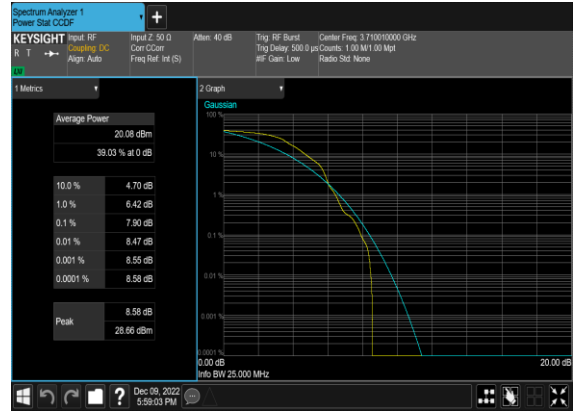 Spectrum Analyzer 1
Power Stat CCDF
KEYSIGHT
R T
LXI
Input: RF
Coupling: DC
Align: Auto
Input Z: 50 Ω
Corr CCorr
Freq Ref: Int (S)
Atten: 40 dB
Trig: RF Burst
Trig Delay: 500.0 µs
#IF Gain: Low
Center Freq: 3.710010000 GHz
Counts: 1.00 M/1.00 Mpt
Radio Std: None
1 Metrics
Average Power
20.08 dBm
39.03 % at 0 dB
10.0 % 4.70 dB
1.0 % 6.42 dB
0.1 % 7.90 dB
0.01 % 8.47 dB
0.001 % 8.55 dB
0.0001 % 8.58 dB
Peak
8.58 dB
28.66 dBm
2 Graph
Gaussian
100 %
10 %
1 %
0.1 %
0.01 %
0.001 %
0.0001 %
0.00 dB
20.00 dB
Info BW 25.000 MHz
?
Dec 09, 2022
5:59:03 PM